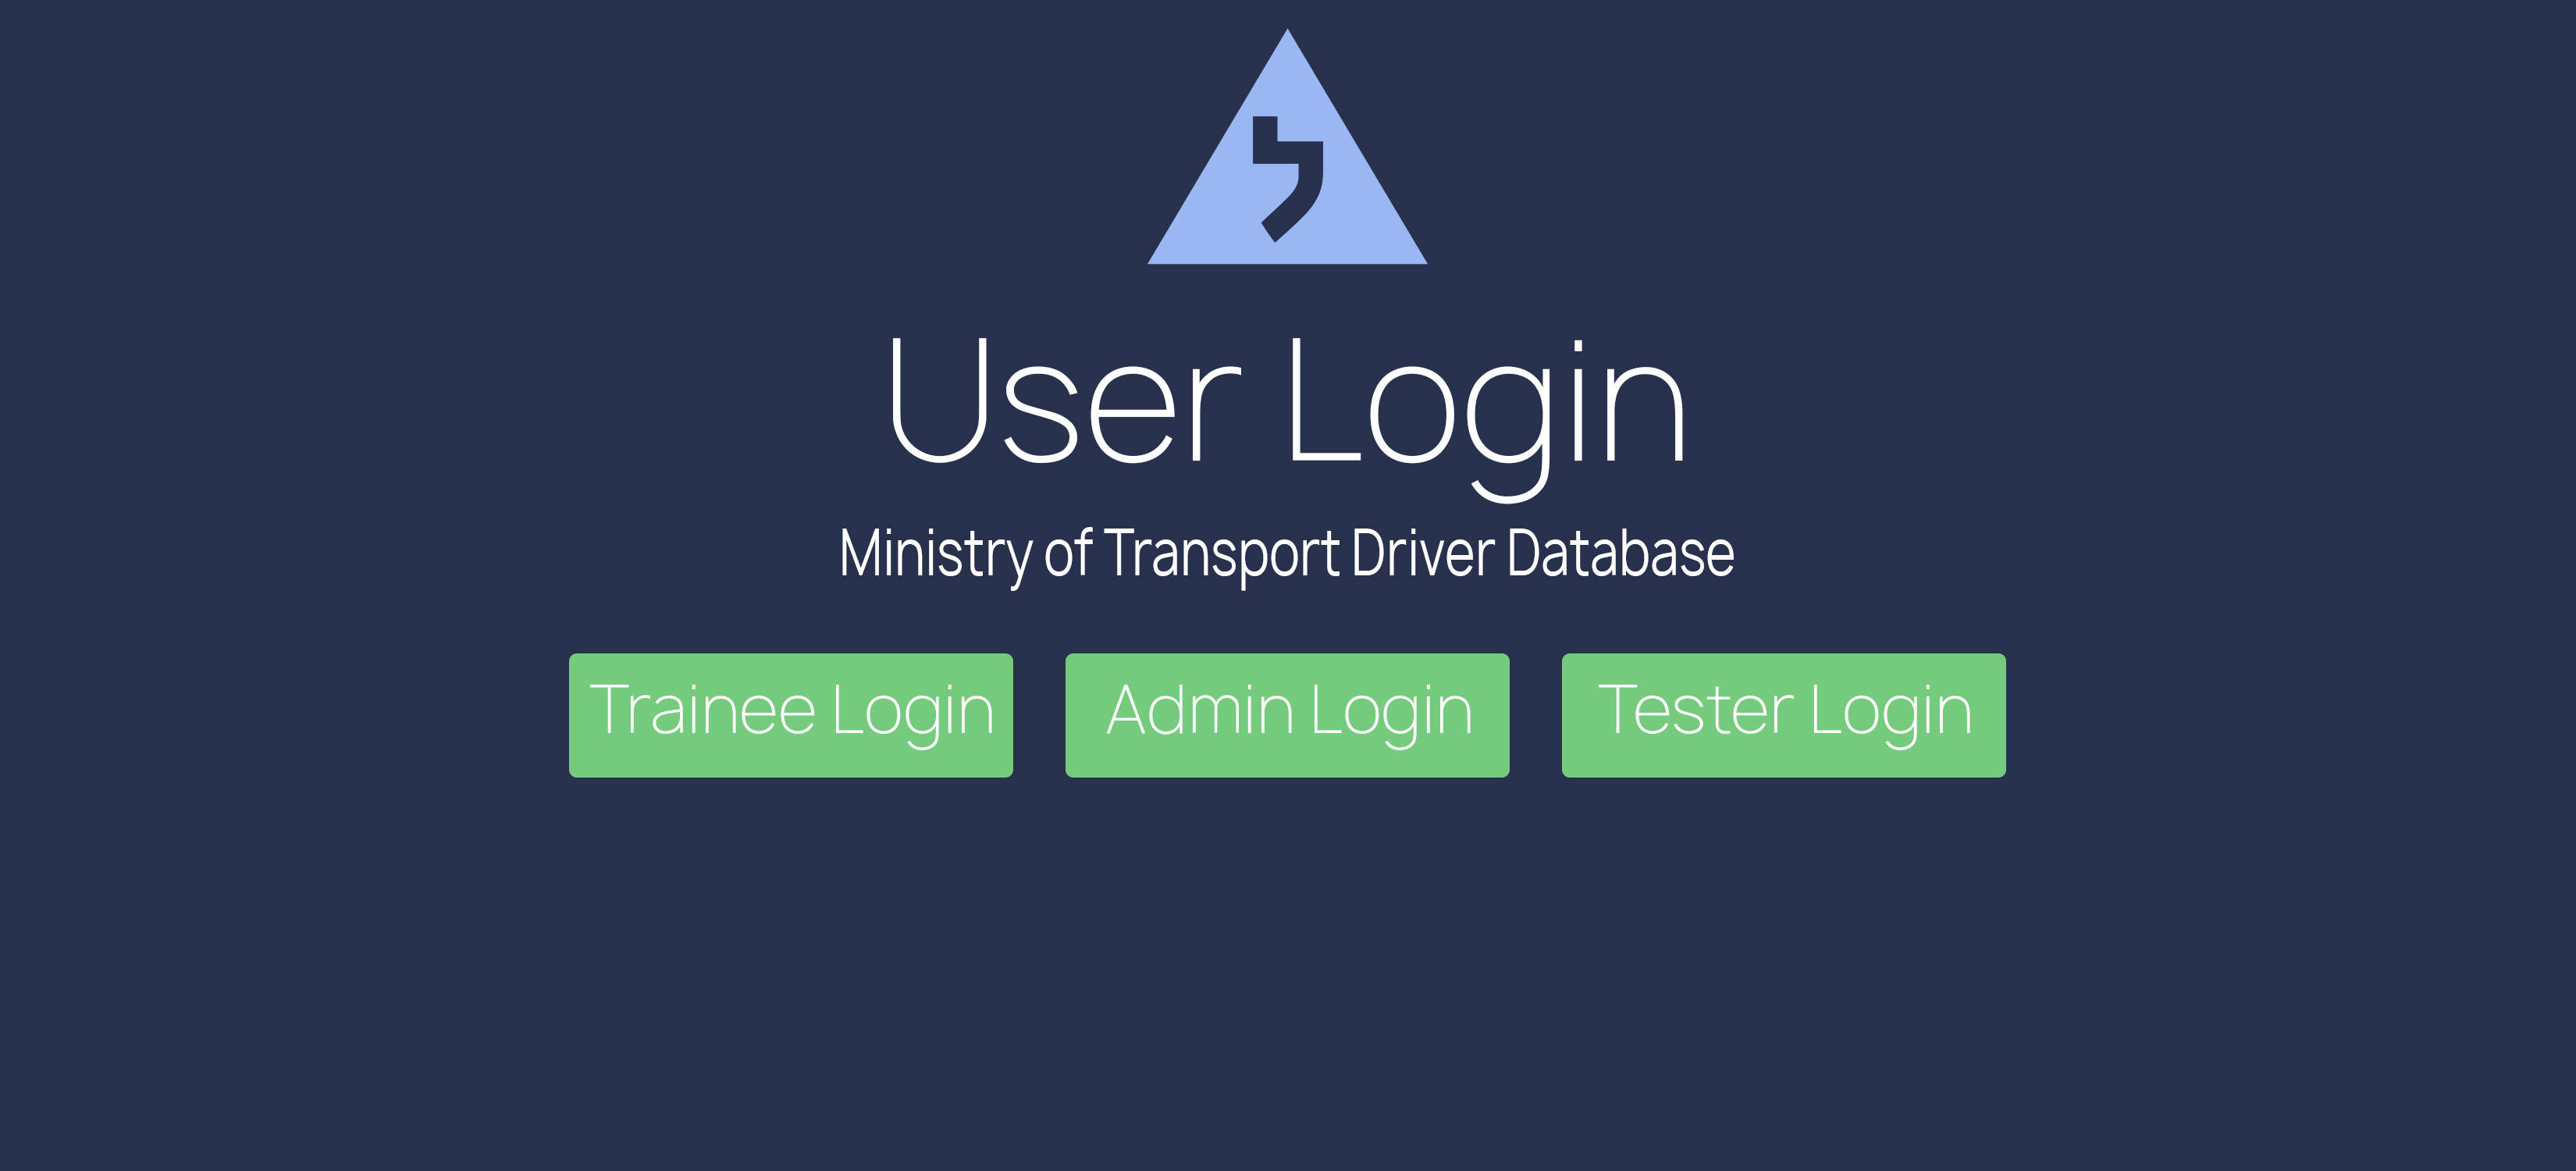 ל
User Login
Ministry of Transport Driver Database
Trainee Login
Admin Login
Tester Login